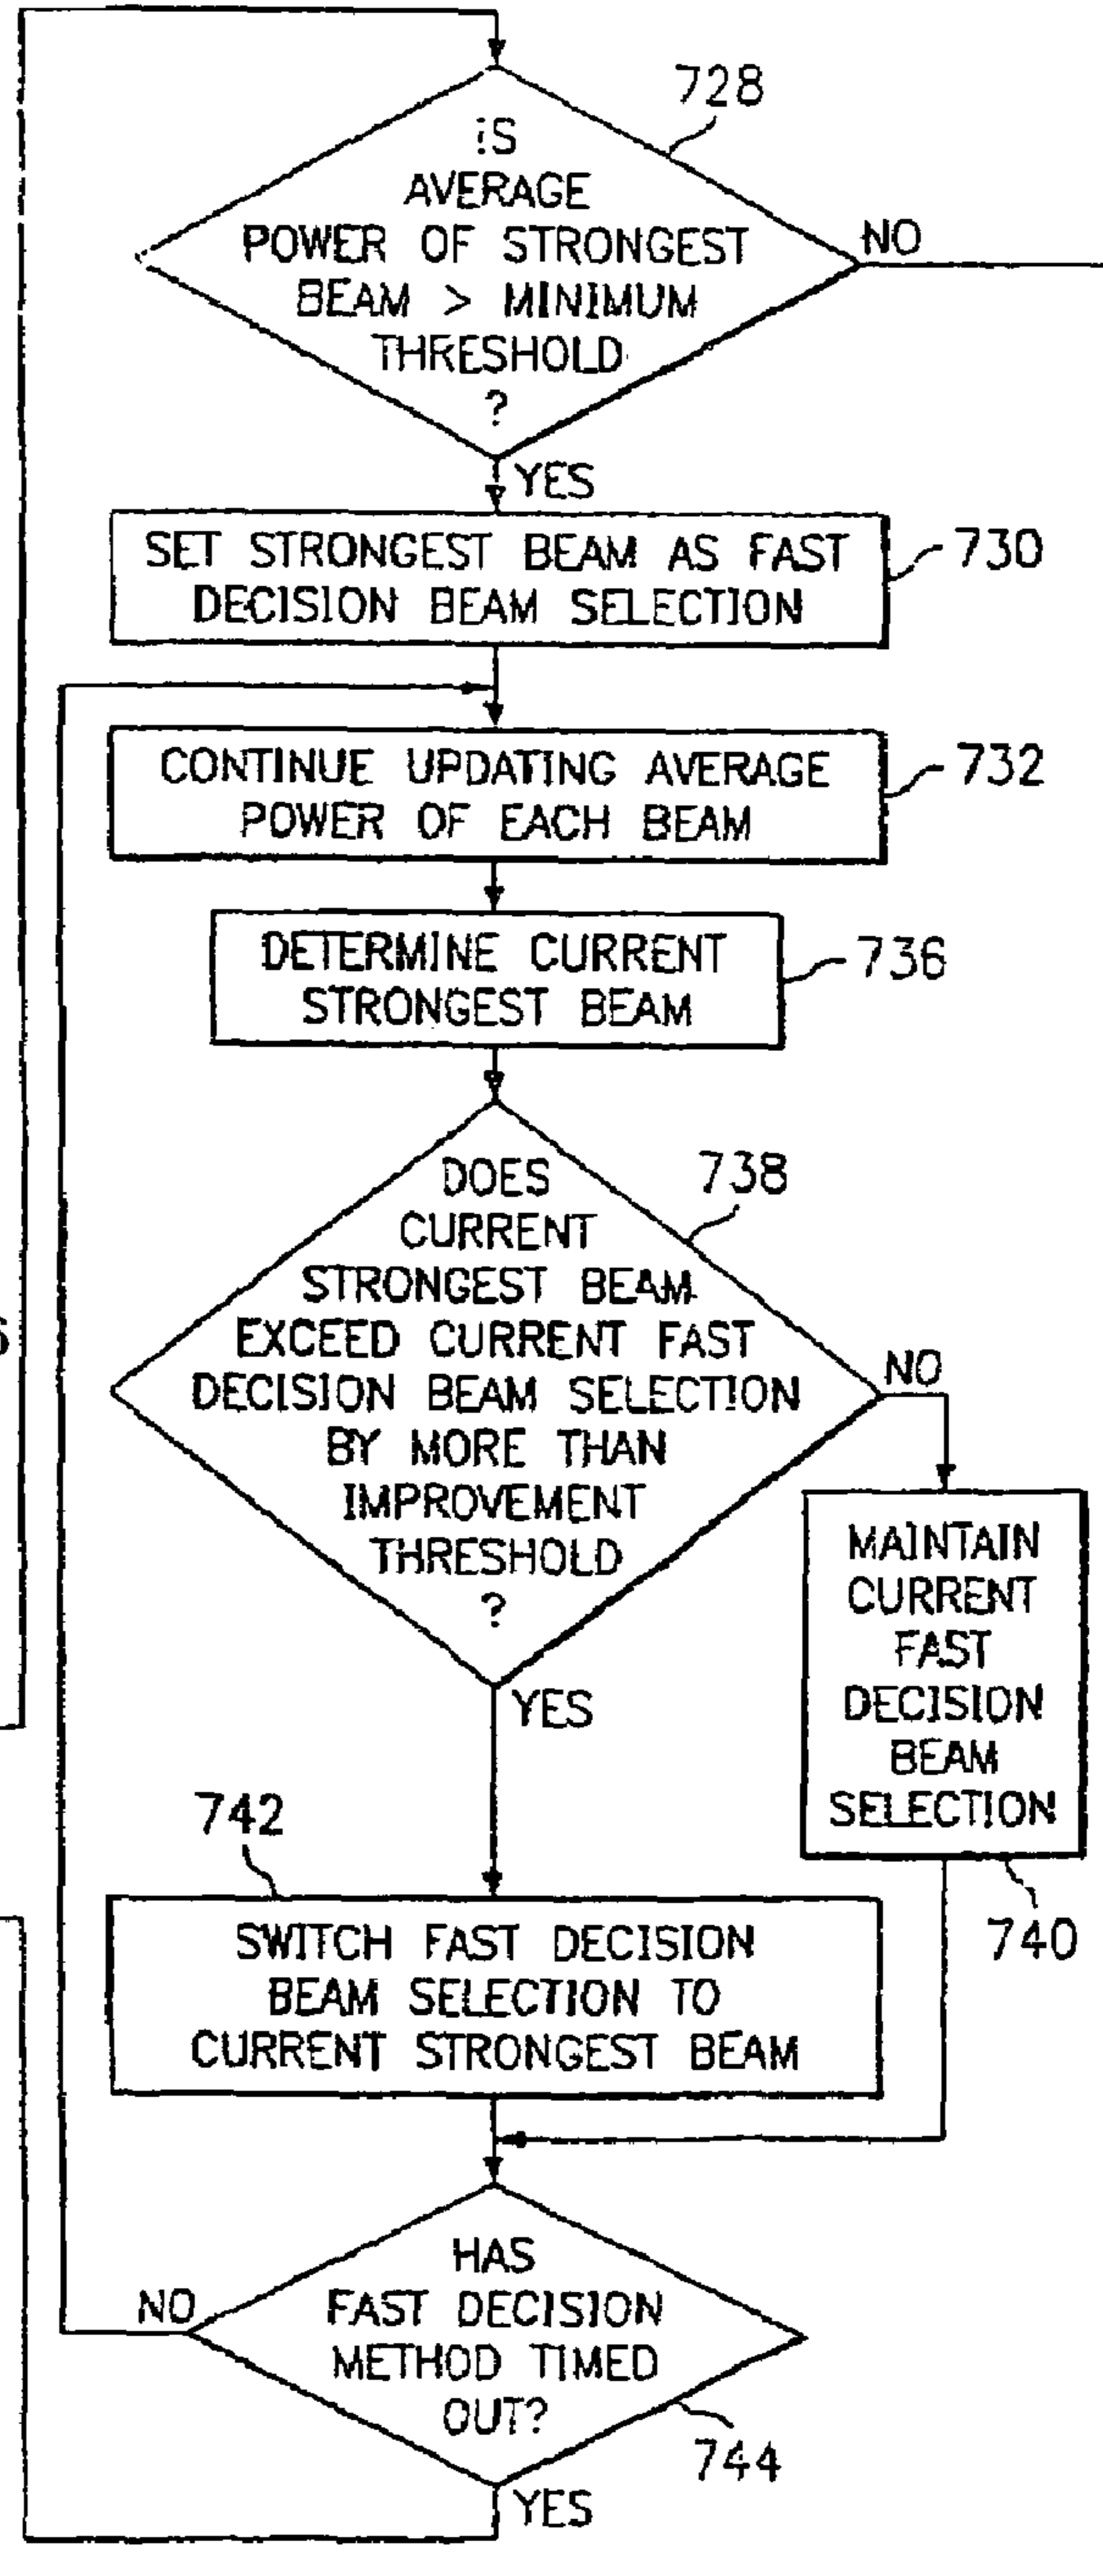 728
IS
AVERAGE
POWER OF STRONGEST
BEAM > MINIMUM
THRESHOLD
?
NO
YES
SET STRONGEST BEAM AS FAST
DECISION BEAM SELECTION
730
CONTINUE UPDATING AVERAGE
POWER OF EACH BEAM
732
DETERMINE CURRENT
STRONGEST BEAM
736
DOES
CURRENT
STRONGEST BEAM
EXCEED CURRENT FAST
DECISION BEAM SELECTION
BY MORE THAN
IMPROVEMENT
THRESHOLD
?
738
NO
YES
MAINTAIN
CURRENT
FAST
DECISION
BEAM
SELECTION
740
742
SWITCH FAST DECISION
BEAM SELECTION TO
CURRENT STRONGEST BEAM
HAS
FAST DECISION
METHOD TIMED
OUT?
NO
744
YES